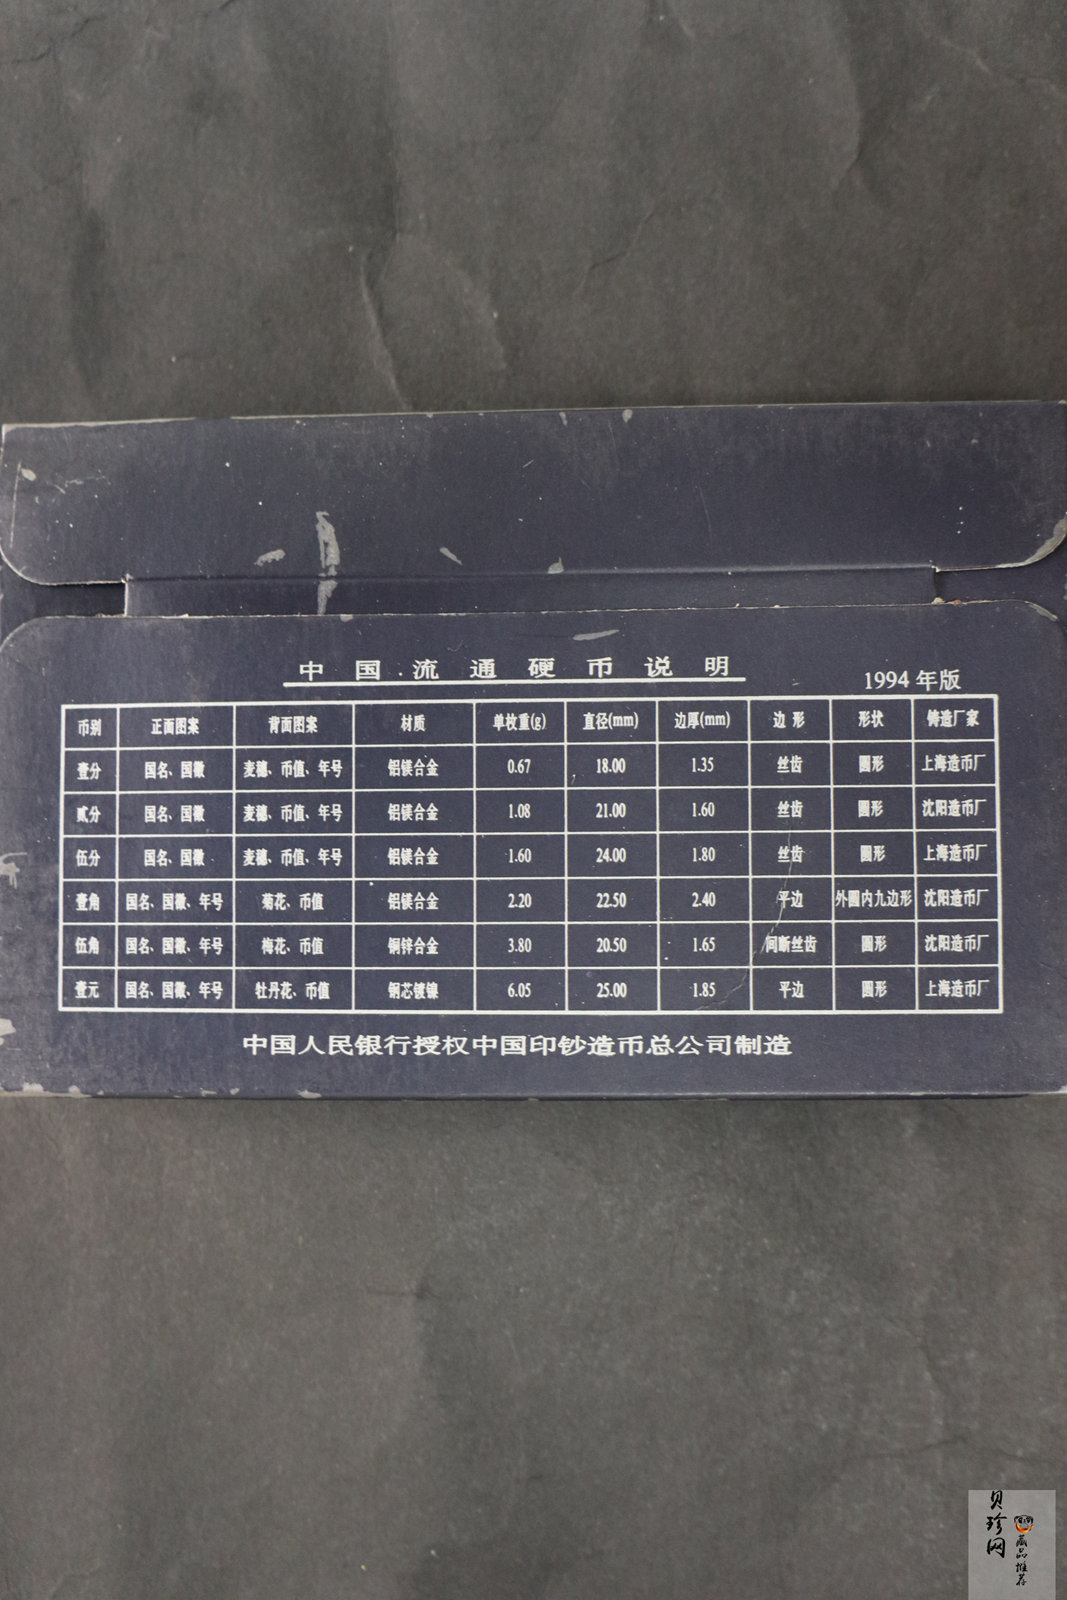 中国流通硬币说明
1994年版
币别 正面图案 背面图案 材质 单枚重(g) 直径(mm) 边厚(mm) 边形 形状 铸造厂家
壹分 国名、国徽 麦穗、币值、年号 铝镁合金 0.67 18.00 1.35 丝齿 圆形 上海造币厂
贰分 国名、国徽 麦穗、币值、年号 铝镁合金 1.08 21.00 1.60 丝齿 圆形 沈阳造币厂
伍分 国名、国徽 麦穗、币值、年号 铝镁合金 1.60 24.00 1.80 丝齿 圆形 上海造币厂
壹角 国名、国徽、年号 菊花、币值 铝镁合金 2.20 22.50 2.40 平边 外圆内九边形 沈阳造币厂
伍角 国名、国徽、年号 梅花、币值 铜锌合金 3.80 20.50 1.65 间断丝齿 圆形 沈阳造币厂
壹元 国名、国徽、年号 牡丹花、币值 钢芯镀镍 6.05 25.00 1.85 平边 圆形 上海造币厂
中国人民银行授权中国印钞造币总公司制造
贝珍网
藏品推荐